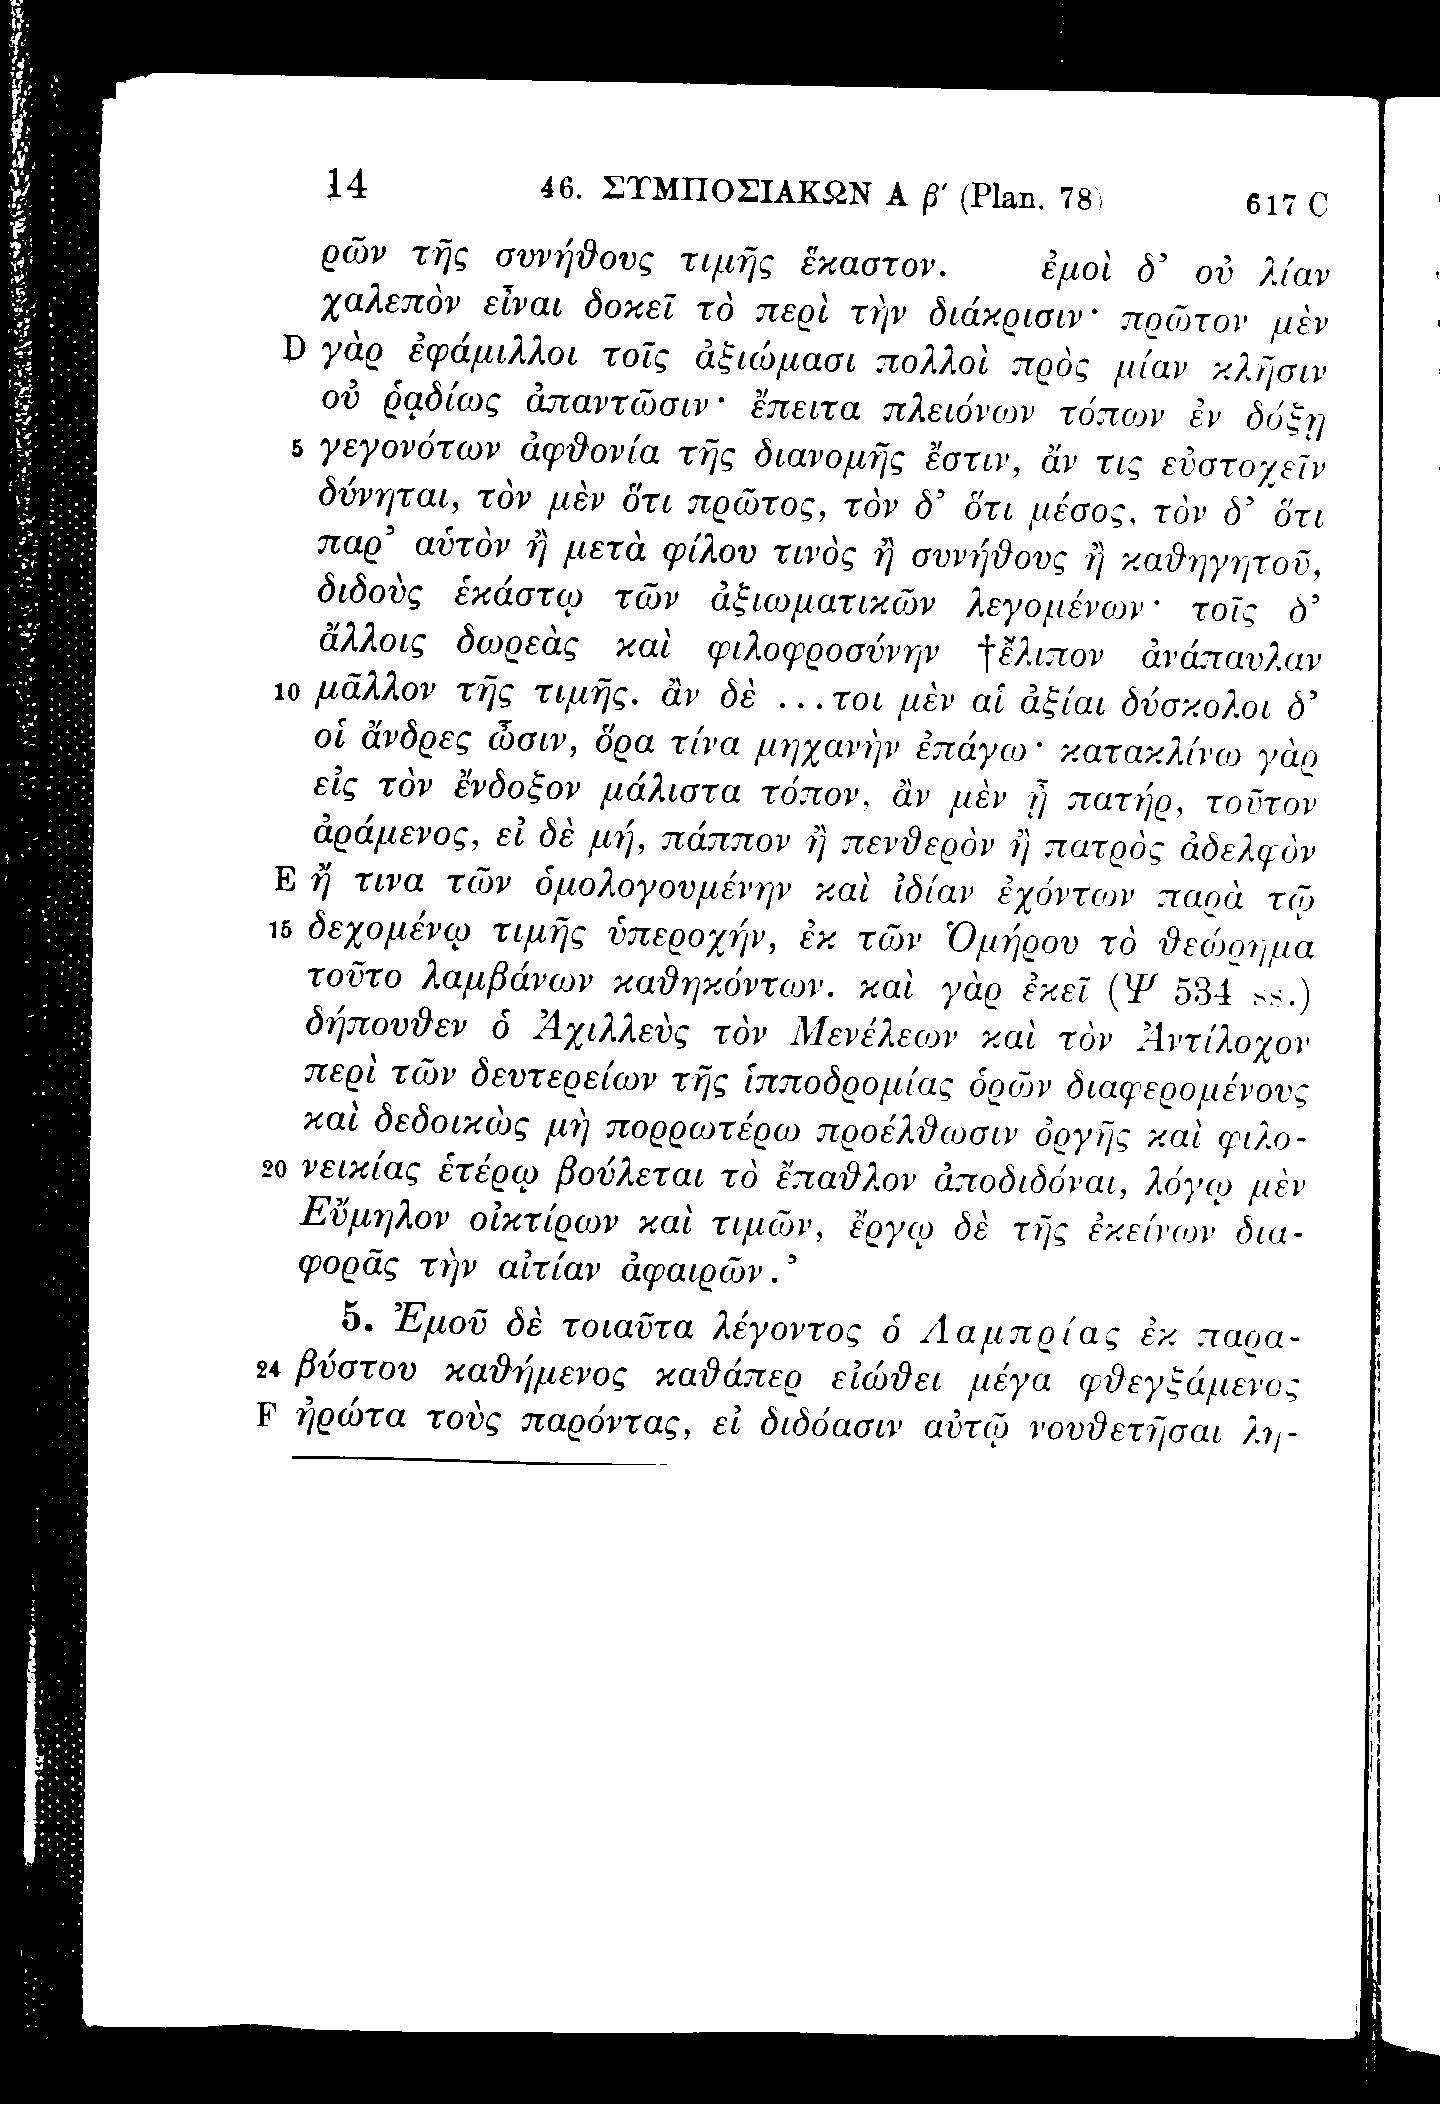 14 46. ΣΥΜΠΟΣΙΑΚΩΝ Α β′ (Plan. 78) 617 C
ρῶν τῆς συνήθους τιμῆς ἕκαστον. ἐμοὶ δ’ οὐ λίαν
χαλεπὸν εἶναι δοκεῖ τὸ περὶ τὴν διάκρισιν· πρῶτον μὲν
D γὰρ ἐφάμιλλοι τοῖς ἀξιώμασι πολλοὶ πρὸς μίαν κλῆσιν
οὐ ῥᾳδίως ἀπαντῶσιν· ἔπειτα πλειόνων τόπων ἐν δόξῃ
5 γεγονότων ἀφθονία τῆς διανομῆς ἔστιν, ἄν τις εὐστοχεῖν
δύνηται, τὸν μὲν ὅτι πρῶτος, τὸν δ’ ὅτι μέσος, τὸν δ’ ὅτι
παρ’ αὑτὸν ἢ μετὰ φίλου τινὸς ἢ συνήθους ἢ καθηγητοῦ,
διδοὺς ἑκάστῳ τῶν ἀξιωματικῶν λεγομένων· τοῖς δ’
ἄλλοις δωρεὰς καὶ φιλοφροσύνην †ἔλιπον ἀνάπαυλαν
10 μᾶλλον τῆς τιμῆς. ἂν δὲ ...τοι μὲν αἱ ἀξίαι δύσκολοι δ’
οἱ ἄνδρες ὦσιν, ὅρα τίνα μηχανὴν ἐπάγω· κατακλίνω γὰρ
εἰς τὸν ἔνδοξον μάλιστα τόπον, ἂν μὲν ᾖ πατήρ, τοῦτον
ἀράμενος, εἰ δὲ μή, πάππον ἢ πενθερὸν ἢ πατρὸς ἀδελφὸν
E ἤ τινα τῶν ὁμολογουμένην καὶ ἰδίαν ἐχόντων παρὰ τῷ
15 δεχομένῳ τιμῆς ὑπεροχήν, ἐκ τῶν Ὁμήρου τὸ θεώρημα
τοῦτο λαμβάνων καθηκόντων. καὶ γὰρ ἐκεῖ (Ψ 534 ss.)
δήπουθεν ὁ Ἀχιλλεὺς τὸν Μενέλεων καὶ τὸν Ἀντίλοχον
περὶ τῶν δευτερείων τῆς ἱπποδρομίας ὁρῶν διαφερομένους
καὶ δεδοικὼς μὴ πορρωτέρω προέλθωσιν ὀργῆς καὶ φιλο-
20 νεικίας ἑτέρῳ βούλεται τὸ ἔπαθλον ἀποδιδόναι, λόγῳ μὲν
Εὔμηλον οἰκτίρων καὶ τιμῶν, ἔργῳ δὲ τῆς ἐκείνων δια-
φορᾶς τὴν αἰτίαν ἀφαιρῶν.’
5. Ἐμοῦ δὲ τοιαῦτα λέγοντος ὁ Λαμπρίας ἐκ παρα-
24 βύστου καθήμενος καθάπερ εἰώθει μέγα φθεγξάμενος
F ἠρώτα τοὺς παρόντας, εἰ διδόασιν αὐτῷ νουθετῆσαι λη-